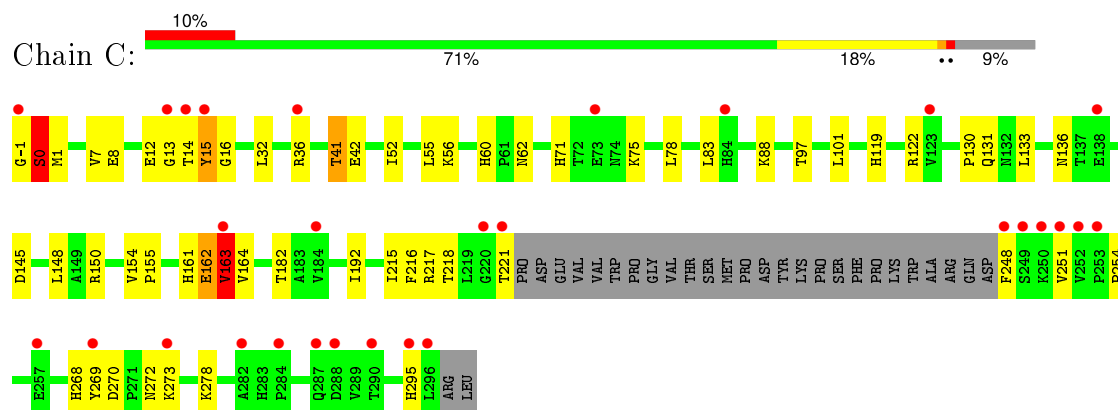 10%
Chain C:
71% 18% •• 9%
G-1 S0 M1 V7 E8 E12 G13 T14 Y15 G16 L32 R36 T41 E42 I52 L55 K56 H60 P61 N62 H71 T72 E73 N74 K75 L78 L83 H84 K88 T97 L101 H119 R122 V123 P130 Q131 N132 L133 N136 T137 E138
D145 L148 A149 R150 V154 P155 H161 E162 V163 V164 T182 A183 V184 I192 I215 F216 R217 T218 L219 G220 T221 PRO ASP GLU VAL VAL TRP PRO GLY VAL THR SER MET PRO ASP TYR LYS PRO SER PHE PRO LYS TRP ALA ARG GLN ASP F248 S249 K250 V251 V252 P253 P254
E257 H268 Y269 D270 P271 N272 K273 K278 A282 H283 P284 Q287 D288 V289 T290 H295 L296 ARG LEU